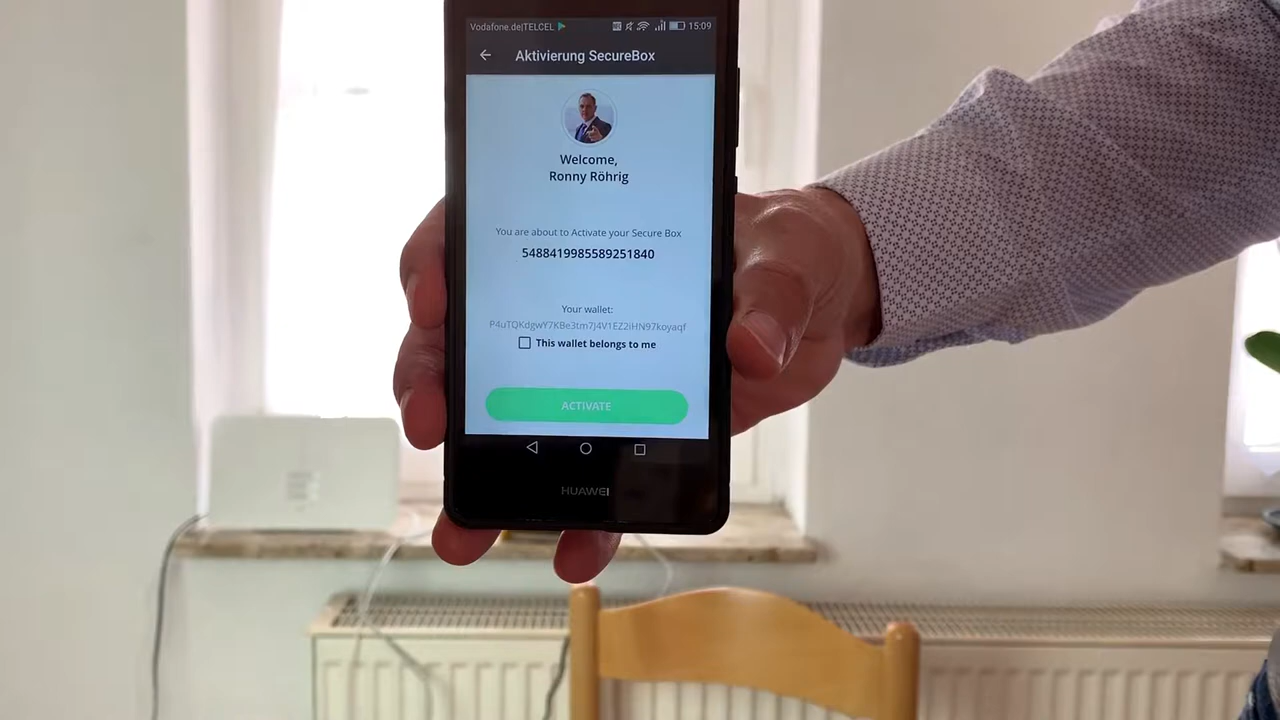 Vodafone.de|TELCEL 15:09
Aktivierung SecureBox
Welcome,
Ronny Röhrig
You are about to Activate your Secure Box
5488419985589251840
Your wallet:
P4uTQKdgwY7KBe3tm7J4V1EZ2iHN97koyaqf
This wallet belongs to me
ACTIVATE
HUAWEI